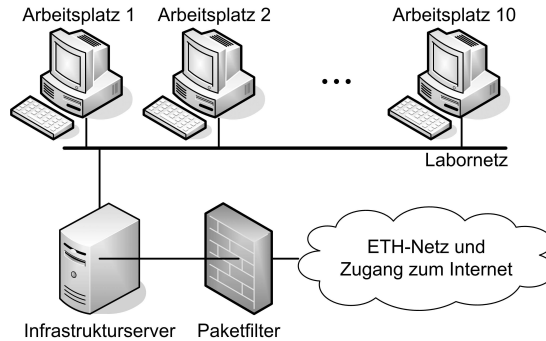 Arbeitsplatz 1 Arbeitsplatz 2 Arbeitsplatz 10
...
Labornetz
ETH-Netz und
Zugang zum Internet
Infrastrukturserver Paketfilter